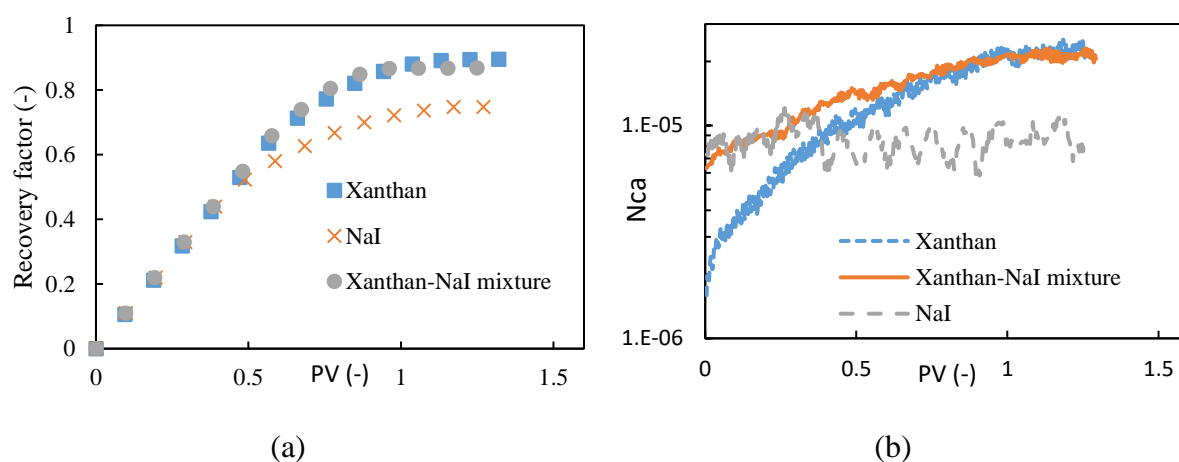 Recovery factor (-)
1
0.8
0.6
0.4
0.2
0
0
0.5
1
1.5
PV (-)
Xanthan
NaI
Xanthan-NaI mixture
(a)
Nca
1.E-05
1.E-06
0
0.5
1
1.5
PV (-)
Xanthan
Xanthan-NaI mixture
NaI
(b)